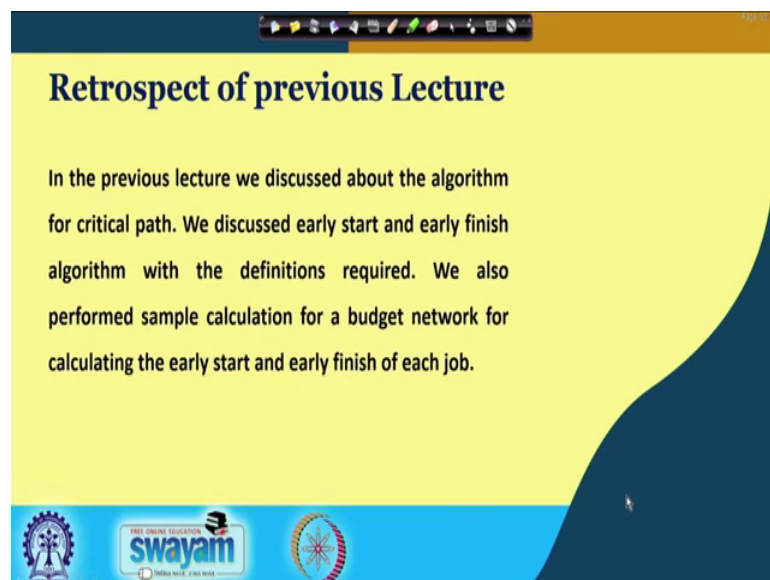 Retrospect of previous Lecture
In the previous lecture we discussed about the algorithm
for critical path. We discussed early start and early finish
algorithm with the definitions required. We also
performed sample calculation for a budget network for
calculating the early start and early finish of each job.
FREE ONLINE EDUCATION
swayam